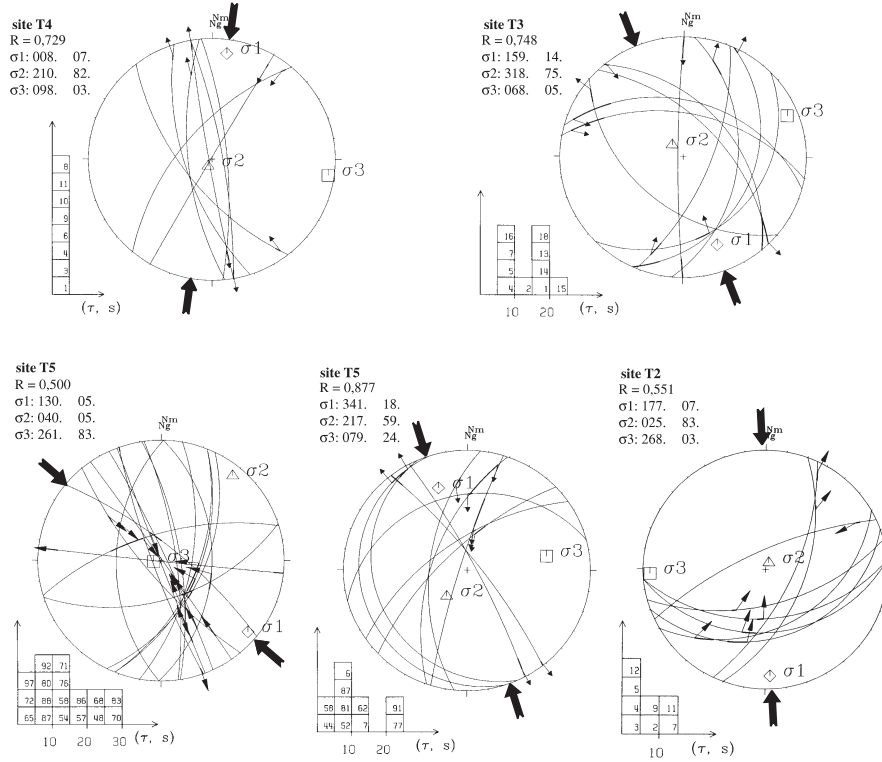 site T4
R = 0,729
σ1: 008. 07.
σ2: 210. 82.
σ3: 098. 03.
Nm
Ng
σ1
σ2
σ3
8
11
10
9
6
4
3
1
(τ, s)
site T3
R = 0,748
σ1: 159. 14.
σ2: 318. 75.
σ3: 068. 05.
Nm
Ng
σ3
σ2
σ1
16 18
7 13
5 14
4 2 1 15
10 20
(τ, s)
site T5
R = 0,500
σ1: 130. 05.
σ2: 040. 05.
σ3: 261. 83.
Nm
Ng
σ2
σ3
σ1
92 71
97 80 76
72 88 58 86 68 83
65 87 54 57 48 70
10 20 30
(τ, s)
site T5
R = 0,877
σ1: 341. 18.
σ2: 217. 59.
σ3: 079. 24.
Nm
Ng
σ1
σ3
σ2
6
87
58 81 62 91
44 52 7 77
10 20
(τ, s)
site T2
R = 0,551
σ1: 177. 07.
σ2: 025. 83.
σ3: 268. 03.
Nm
Ng
σ2
σ3
σ1
12
5
4 9 11
3 2 7
10
(τ, s)